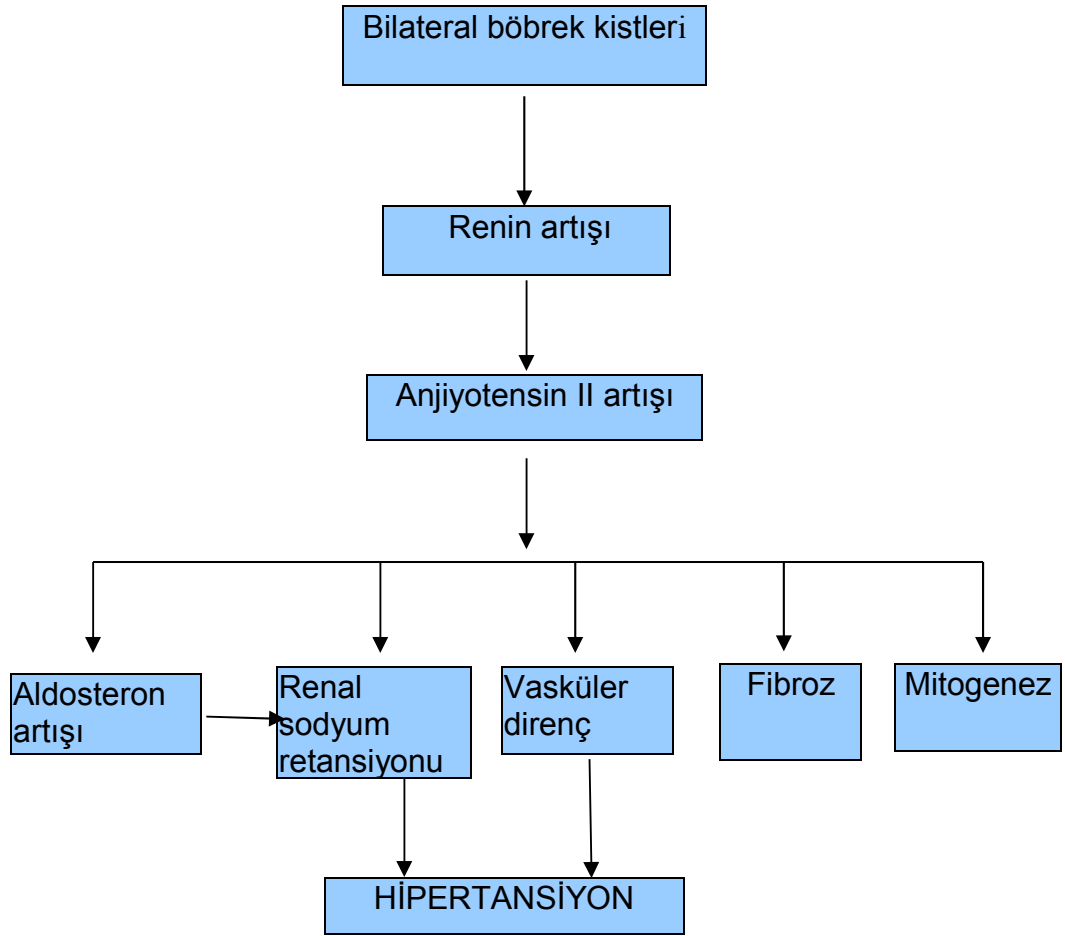 Bilateral böbrek kistleri
Renin artışı
Anjiyotensin II artışı
Aldosteron
artışı
Renal
sodyum
retansiyonu
Vasküler
direnç
Fibroz
Mitogenez
HİPERTANSİYON